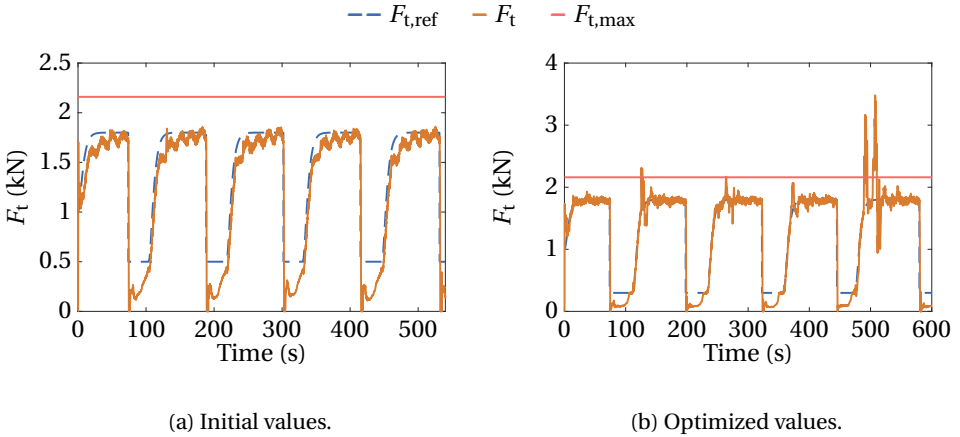 F_t,ref F_t F_t,max
2.5
2
1.5
1
0.5
0
F_t (kN)
0 100 200 300 400 500
Time (s)
(a) Initial values.
4
3
2
1
0
F_t (kN)
0 100 200 300 400 500 600
Time (s)
(b) Optimized values.